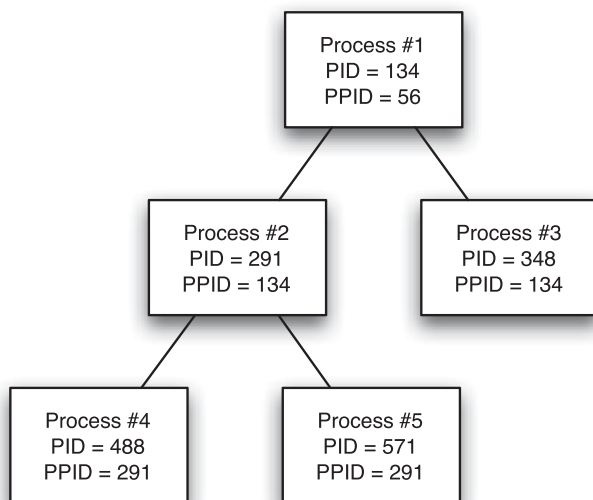 Process #1
PID = 134
PPID = 56
Process #2
PID = 291
PPID = 134
Process #3
PID = 348
PPID = 134
Process #4
PID = 488
PPID = 291
Process #5
PID = 571
PPID = 291